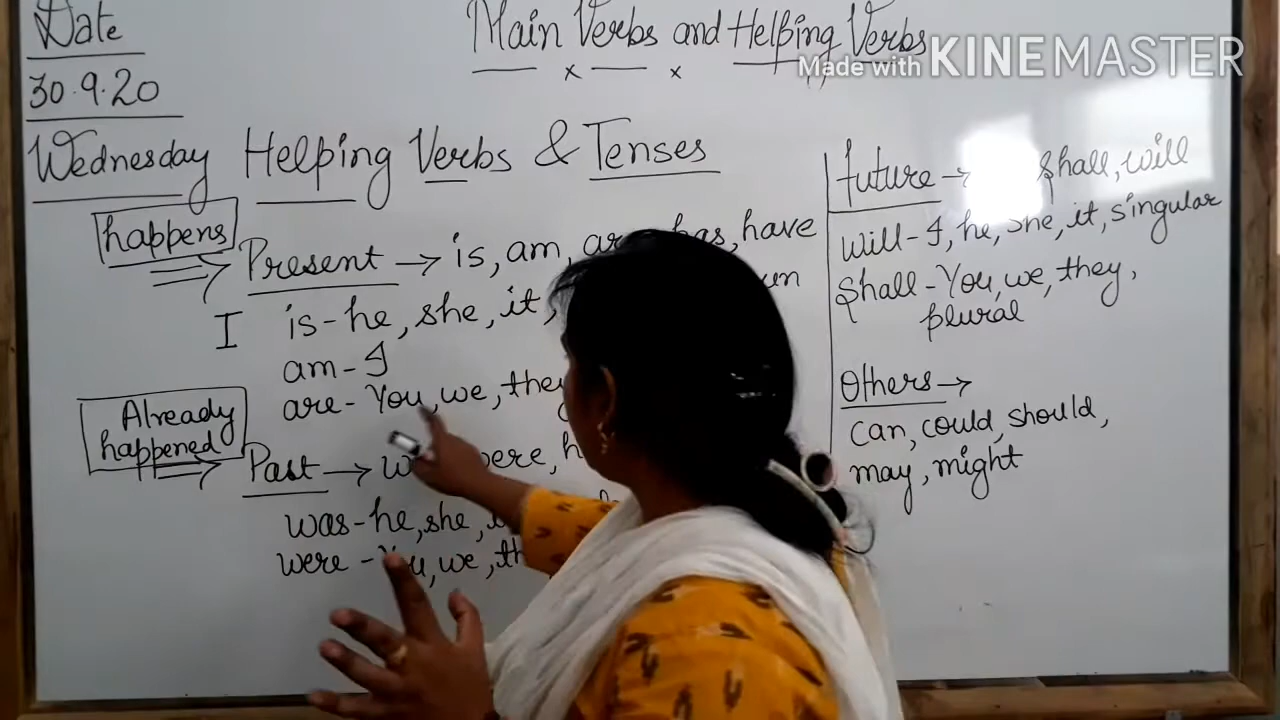 Date
30.9.20
Wednesday
Main Verbs and Helping Verbs
Made with KINEMASTER
Helping Verbs & Tenses
happens
Present → is, am, are, has, have
I is - he, she, it,
am - I
are - You, we, they
Already
happened
Past → were,
was - he, she,
were - You, we,
future → Shall, will
will - I, he, she, it, singular
Shall - You, we, they,
plural
Others →
can, could, should,
may, might